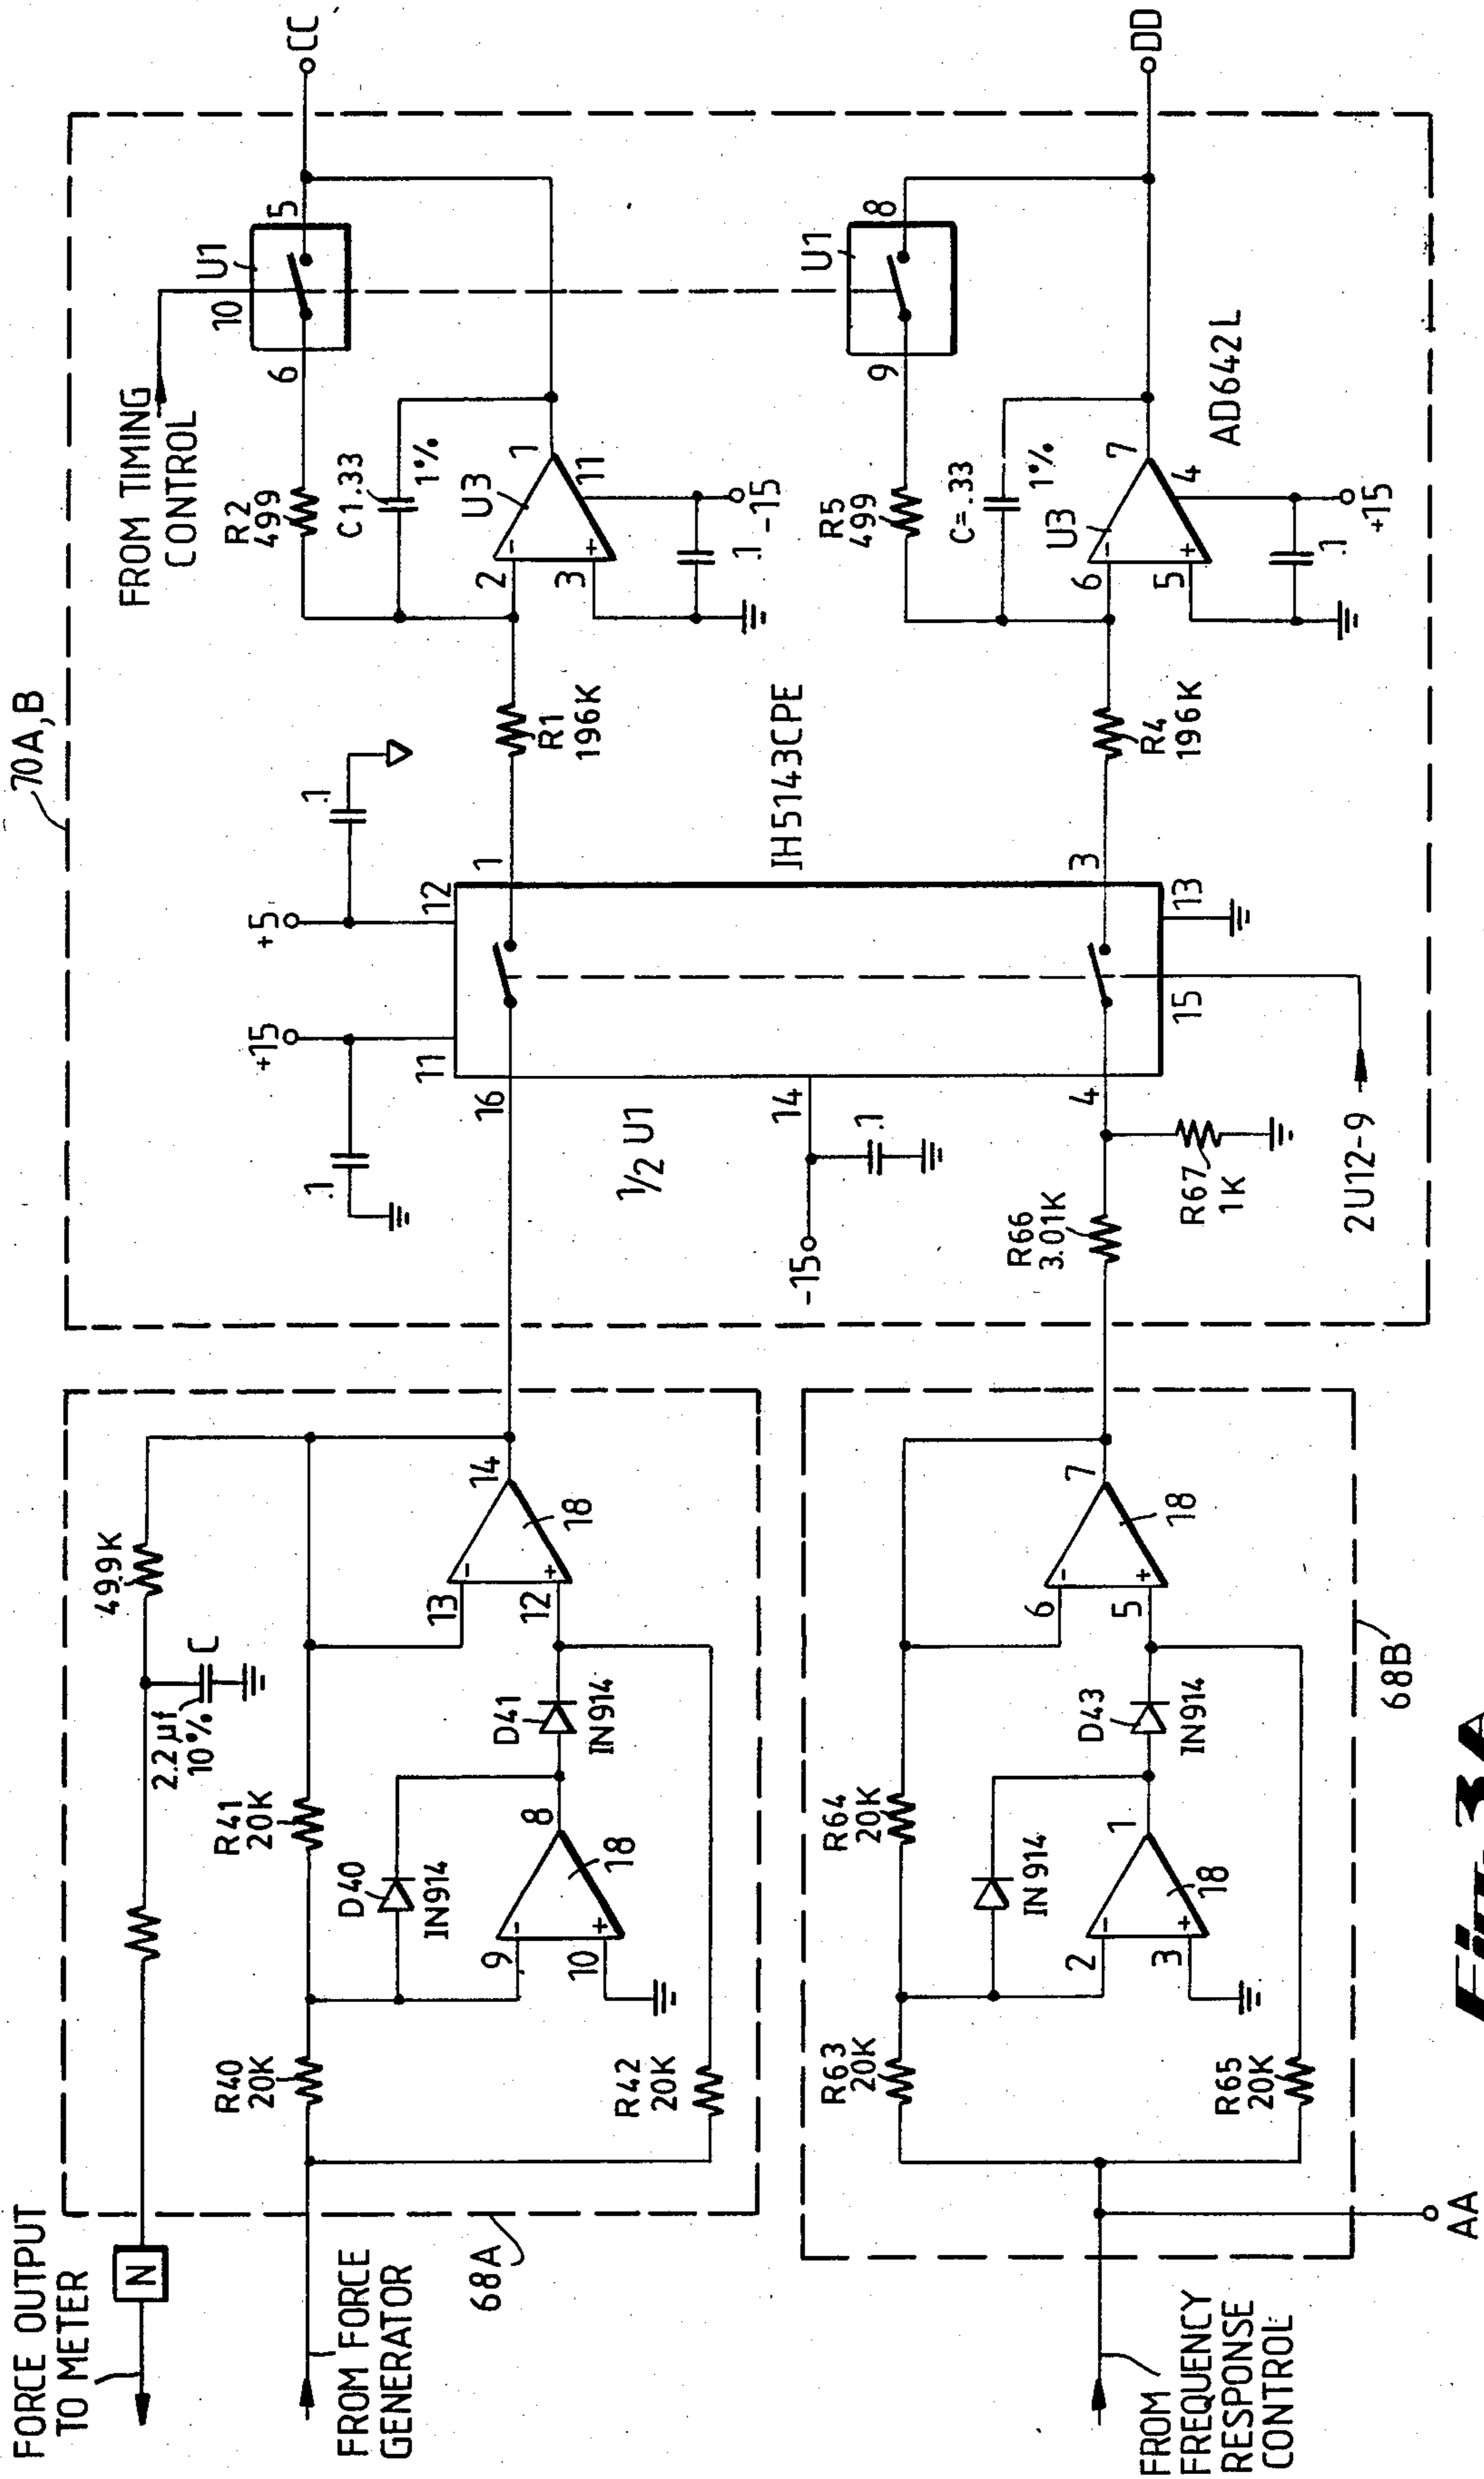 70A,B
FROM TIMING
CONTROL
CC
+15
+5
.1
.1
10
U1
6
5
R2
499
C1.33
1%
U3
1
2
3
11
.1
-15
11
12
16
1
R1
196K
1/2 U1
IH5143CPE
14
-15
.1
U1
9
8
R5
499
C=.33
1%
U3
7
6
5
4
.1
+15
AD642L
DD
R66
3.01K
4
3
R4
196K
R67
1K
15
13
2U12-9
FORCE OUTPUT
TO METER
N
49.9K
2.2µf
10%
C
FROM FORCE
GENERATOR
R40
20K
R41
20K
D40
IN914
9
10
8
18
D41
IN914
13
12
14
18
R42
20K
68A
R63
20K
R64
20K
IN914
2
3
1
18
D43
IN914
6
5
7
18
R65
20K
68B
FROM
FREQUENCY
RESPONSE
CONTROL
AA